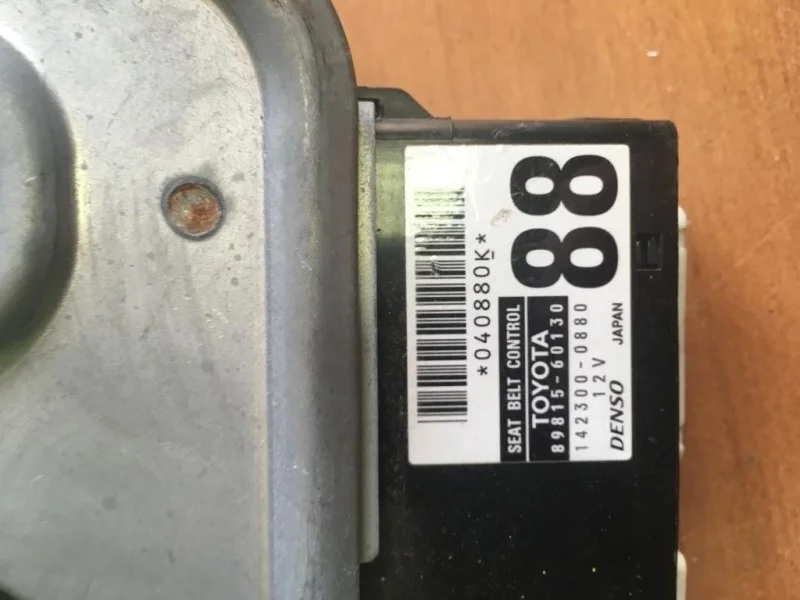 *040880K*
88
SEAT BELT CONTROL
TOYOTA
89815-60130
142300-0880
12V
DENSO JAPAN